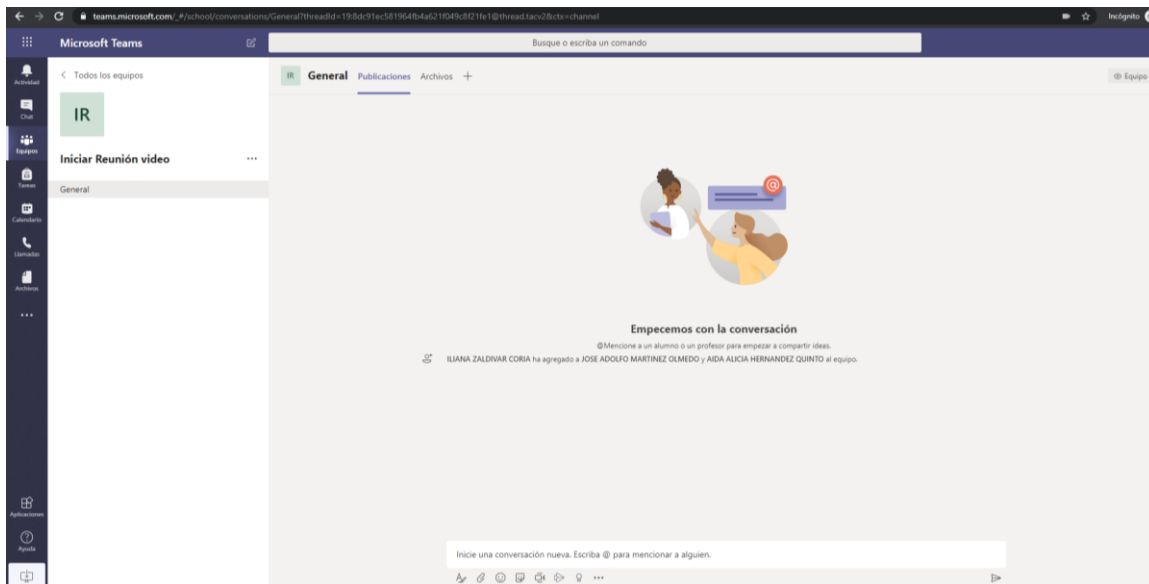 teams.microsoft.com/_#/school/conversations/General?threadId=19:8dc91ec581964fb4a621f049c8f21fe1@thread.tacv2&ctx=channel
Incógnito
Microsoft Teams
Busque o escriba un comando
Actividad
Chat
Equipos
Tareas
Calendario
Llamadas
Archivos
Aplicaciones
Ayuda
Todos los equipos
IR
Iniciar Reunión video
General
IR General Publicaciones Archivos
Equipo
@
Empecemos con la conversación
@Mencione a un alumno o un profesor para empezar a compartir ideas.
ILIANA ZALDIVAR CORIA ha agregado a JOSE ADOLFO MARTINEZ OLMEDO y AIDA ALICIA HERNANDEZ QUINTO al equipo.
Inicie una conversación nueva. Escriba @ para mencionar a alguien.